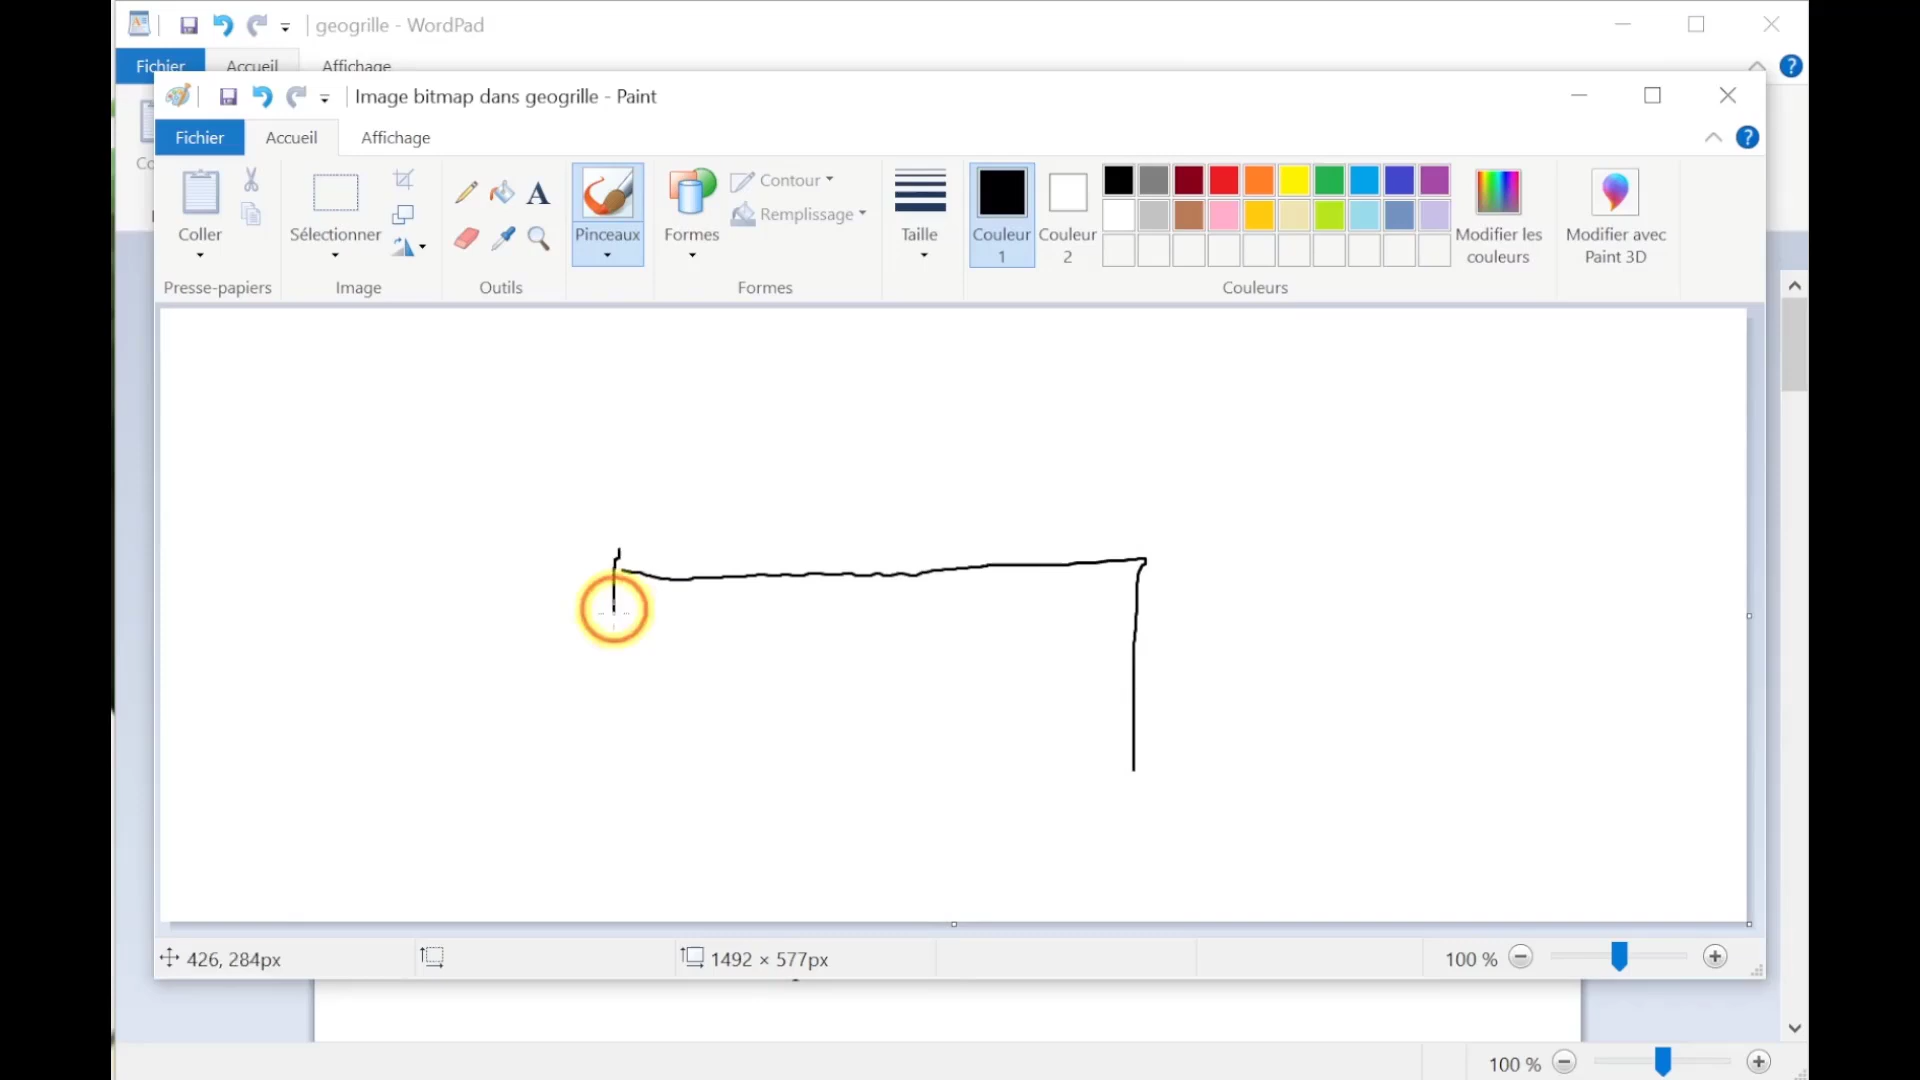 geogrille - WordPad
Fichier Accueil Affichage
Image bitmap dans geogrille - Paint
Fichier Accueil Affichage
Coller
Sélectionner
A
Pinceaux
Formes
Contour
Remplissage
Taille
Couleur 1
Couleur 2
Modifier les couleurs
Modifier avec Paint 3D
Presse-papiers Image Outils Formes Couleurs
426, 284px 1492 × 577px 100 %
100 %